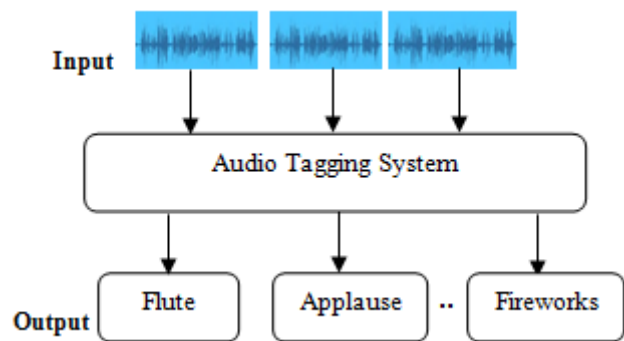 Input
Audio Tagging System
Flute
Applause
..
Fireworks
Output